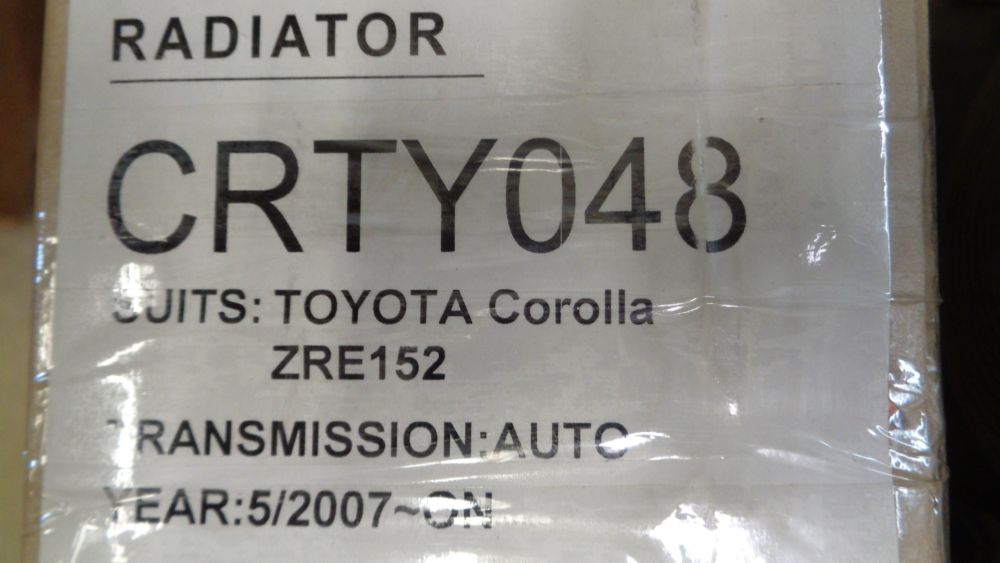 RADIATOR
CRTY048
SUITS: TOYOTA Corolla
ZRE152
TRANSMISSION:AUTO
YEAR:5/2007~ON